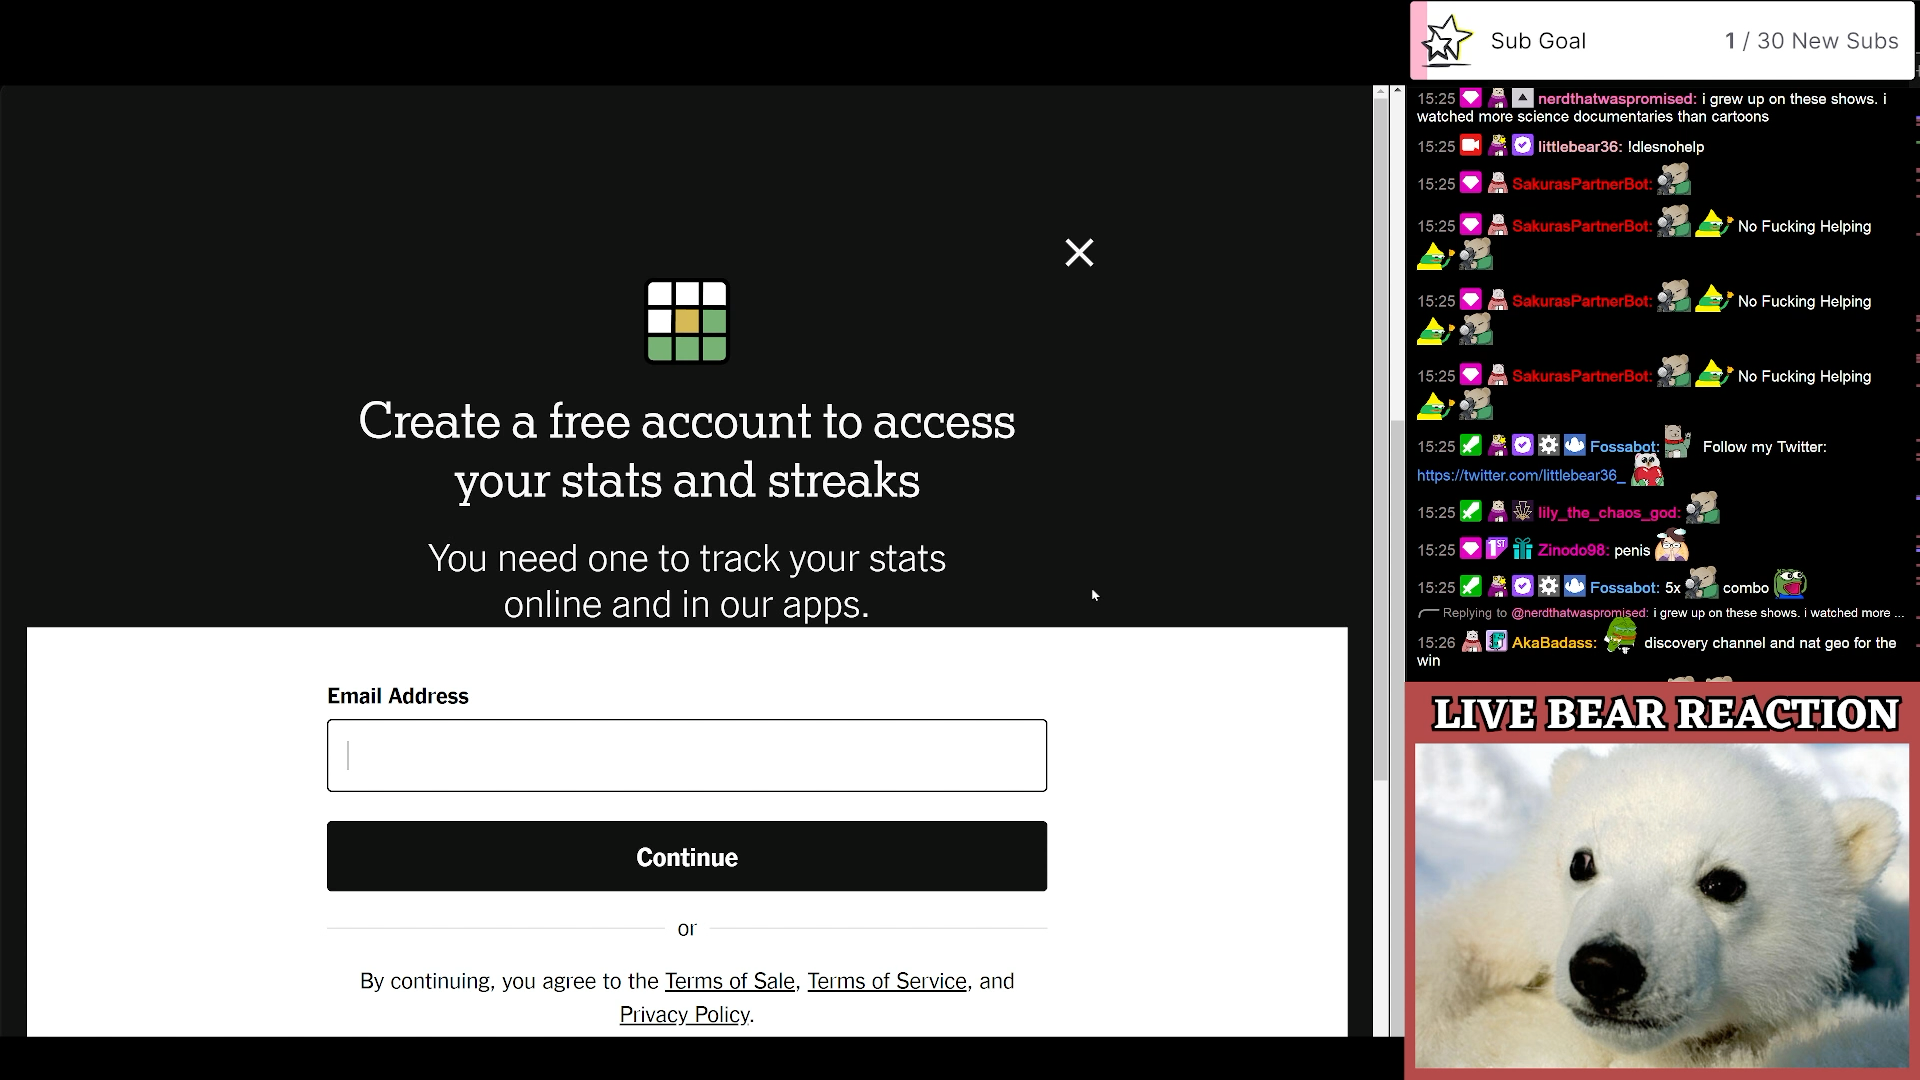 Sub Goal 1 / 30 New Subs
Create a free account to access
your stats and streaks
You need one to track your stats
online and in our apps.
Email Address
Continue
or
By continuing, you agree to the Terms of Sale, Terms of Service, and
Privacy Policy.
15:25 nerdthatwaspromised: i grew up on these shows. i
watched more science documentaries than cartoons
15:25 littlebear36: !dlesnohelp
15:25 SakurasPartnerBot:
15:25 SakurasPartnerBot: No Fucking Helping
15:25 SakurasPartnerBot: No Fucking Helping
15:25 SakurasPartnerBot: No Fucking Helping
15:25 Fossabot: Follow my Twitter:
https://twitter.com/littlebear36_
15:25 lily_the_chaos_god:
15:25 1ST Zinodo98: penis
15:25 Fossabot: 5x combo
Replying to @nerdthatwaspromised: i grew up on these shows. i watched more ...
15:26 AkaBadass: discovery channel and nat geo for the
win
LIVE BEAR REACTION